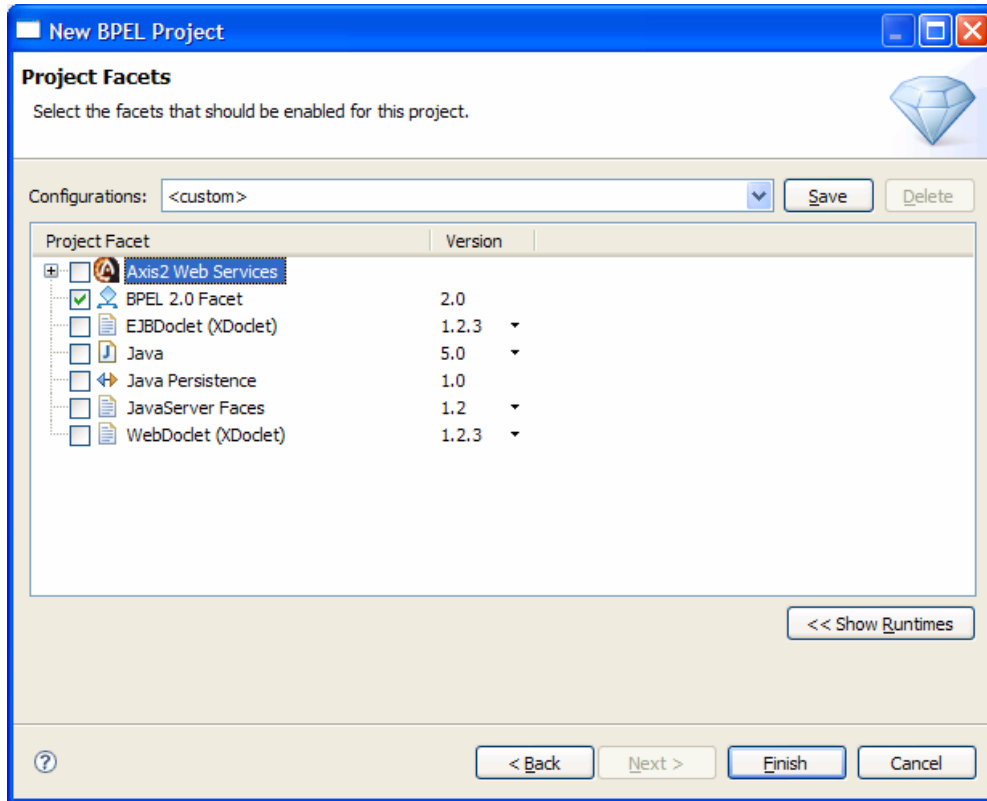 New BPEL Project
Project Facets
Select the facets that should be enabled for this project.
Configurations: <custom> Save Delete
Project Facet Version
Axis2 Web Services
BPEL 2.0 Facet 2.0
EJBDoclet (XDoclet) 1.2.3
Java 5.0
Java Persistence 1.0
JavaServer Faces 1.2
WebDoclet (XDoclet) 1.2.3
<< Show Runtimes
< Back Next > Finish Cancel